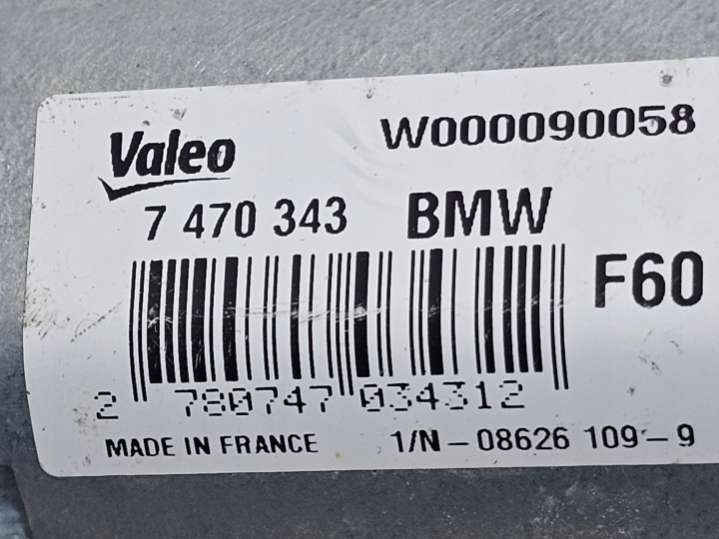 Valeo W000090058
7 470 343 BMW
F60
2 780747 034312
MADE IN FRANCE 1/N - 08626 109 - 9